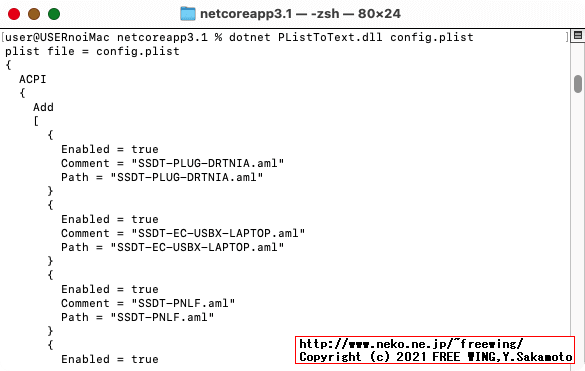 netcoreapp3.1 — -zsh — 80×24
[user@USERnoiMac netcoreapp3.1 % dotnet PListToText.dll config.plist ]
plist file = config.plist
{
  ACPI
  {
    Add
    [
      {
        Enabled = true
        Comment = "SSDT-PLUG-DRTNIA.aml"
        Path = "SSDT-PLUG-DRTNIA.aml"
      }
      {
        Enabled = true
        Comment = "SSDT-EC-USBX-LAPTOP.aml"
        Path = "SSDT-EC-USBX-LAPTOP.aml"
      }
      {
        Enabled = true
        Comment = "SSDT-PNLF.aml"
        Path = "SSDT-PNLF.aml"
      }
      {
        Enabled = true
http://www.neko.ne.jp/~freewing/
Copyright (c) 2021 FREE WING,Y.Sakamoto